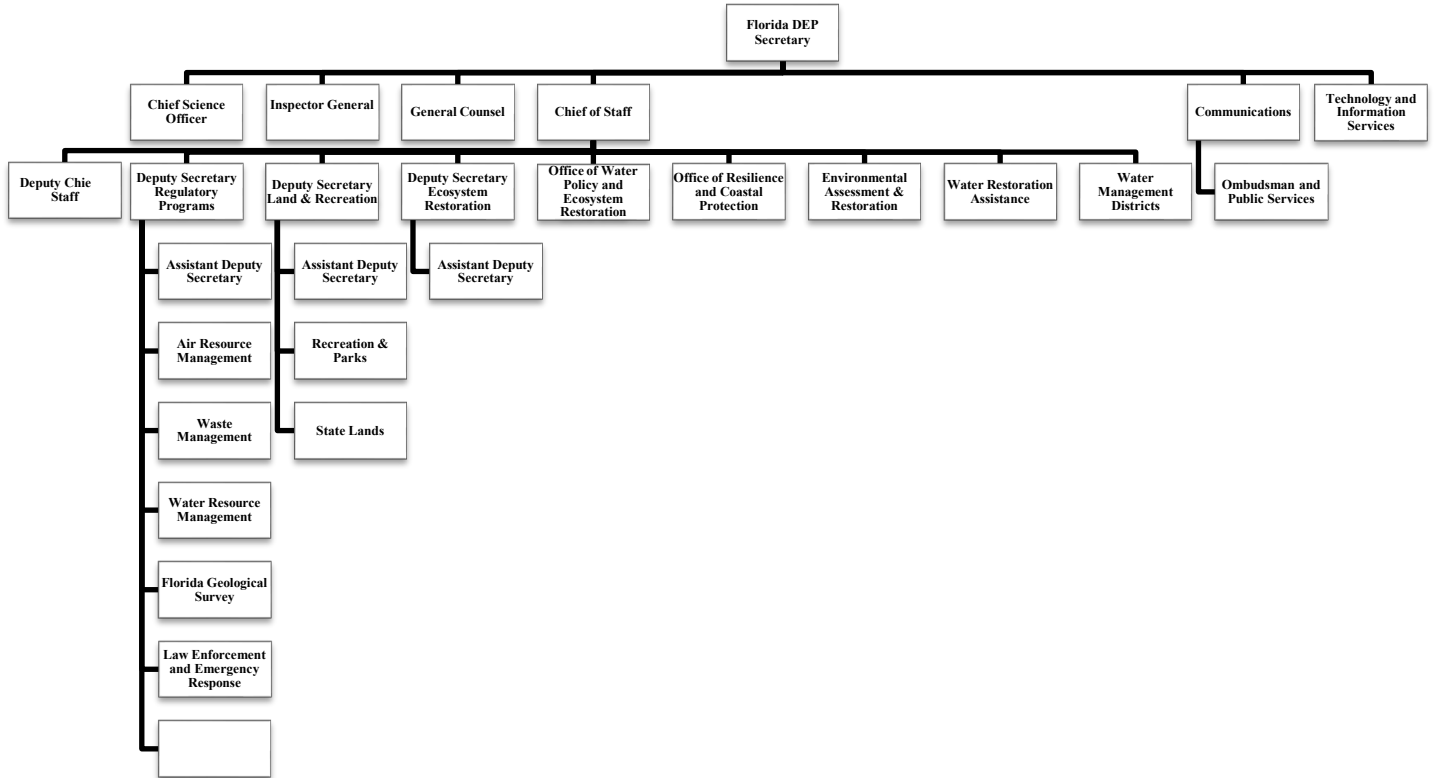 Florida DEP
Secretary
Chief Science
Officer
Inspector General
General Counsel
Chief of Staff
Communications
Technology and
Information
Services
Deputy Chie
Staff
Deputy Secretary
Regulatory
Programs
Deputy Secretary
Land & Recreation
Deputy Secretary
Ecosystem
Restoration
Office of Water
Policy and
Ecosystem
Restoration
Office of Resilience
and Coastal
Protection
Environmental
Assessment &
Restoration
Water Restoration
Assistance
Water
Management
Districts
Ombudsman and
Public Services
Assistant Deputy
Secretary
Assistant Deputy
Secretary
Assistant Deputy
Secretary
Air Resource
Management
Recreation &
Parks
Waste
Management
State Lands
Water Resource
Management
Florida Geological
Survey
Law Enforcement
and Emergency
Response